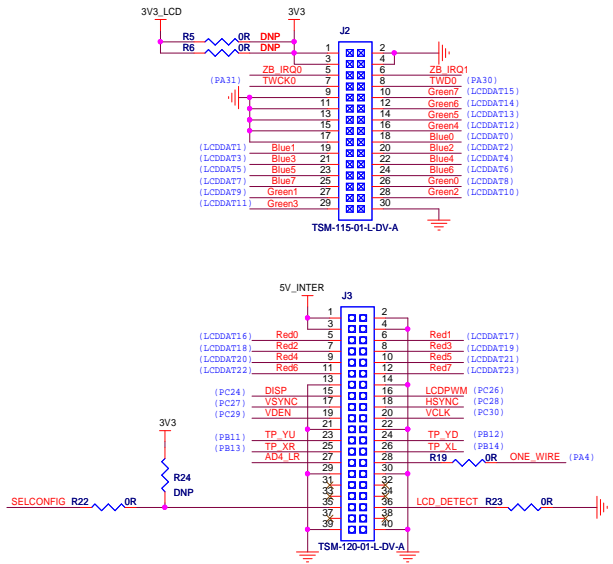 3V3_LCD 3V3
R5 0R DNP J2
R6 0R DNP 1 2
3 4
ZB_IRQ0 5 6 ZB_IRQ1
(PA31) TWCK0 7 8 TWD0 (PA30)
9 10 Green7 (LCDDAT15)
11 12 Green6 (LCDDAT14)
13 14 Green5 (LCDDAT13)
15 16 Green4 (LCDDAT12)
17 18 Blue0 (LCDDAT0)
(LCDDAT1) Blue1 19 20 Blue2 (LCDDAT2)
(LCDDAT3) Blue3 21 22 Blue4 (LCDDAT4)
(LCDDAT5) Blue5 23 24 Blue6 (LCDDAT6)
(LCDDAT7) Blue7 25 26 Green0 (LCDDAT8)
(LCDDAT9) Green1 27 28 Green2 (LCDDAT10)
(LCDDAT11) Green3 29 30
TSM-115-01-L-DV-A
5V_INTER
J3
1 2
3 4
(LCDDAT16) Red0 5 6 Red1 (LCDDAT17)
(LCDDAT18) Red2 7 8 Red3 (LCDDAT19)
(LCDDAT20) Red4 9 10 Red5 (LCDDAT21)
(LCDDAT22) Red6 11 12 Red7 (LCDDAT23)
13 14
(PC24) DISP 15 16 LCDPWM (PC26)
(PC27) VSYNC 17 18 HSYNC (PC28)
(PC29) VDEN 19 20 VCLK (PC30)
3V3 21 22
(PB11) TP_YU 23 24 TP_YD (PB12)
(PB13) TP_XR 25 26 TP_XL (PB14)
AD4_LR 27 28 R19 0R ONE_WIRE (PA4)
R24 29 30
DNP 31 32
33 34
SELCONFIG R22 0R 35 36 LCD_DETECT R23 0R
37 38
39 40
TSM-120-01-L-DV-A